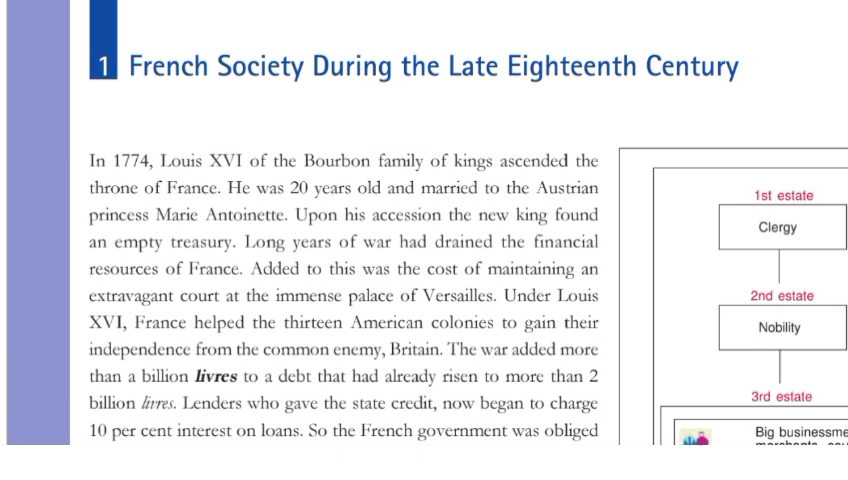 1 French Society During the Late Eighteenth Century
In 1774, Louis XVI of the Bourbon family of kings ascended the
throne of France. He was 20 years old and married to the Austrian
princess Marie Antoinette. Upon his accession the new king found
an empty treasury. Long years of war had drained the financial
resources of France. Added to this was the cost of maintaining an
extravagant court at the immense palace of Versailles. Under Louis
XVI, France helped the thirteen American colonies to gain their
independence from the common enemy, Britain. The war added more
than a billion livres to a debt that had already risen to more than 2
billion livres. Lenders who gave the state credit, now began to charge
10 per cent interest on loans. So the French government was obliged
1st estate
Clergy
2nd estate
Nobility
3rd estate
Big businessme